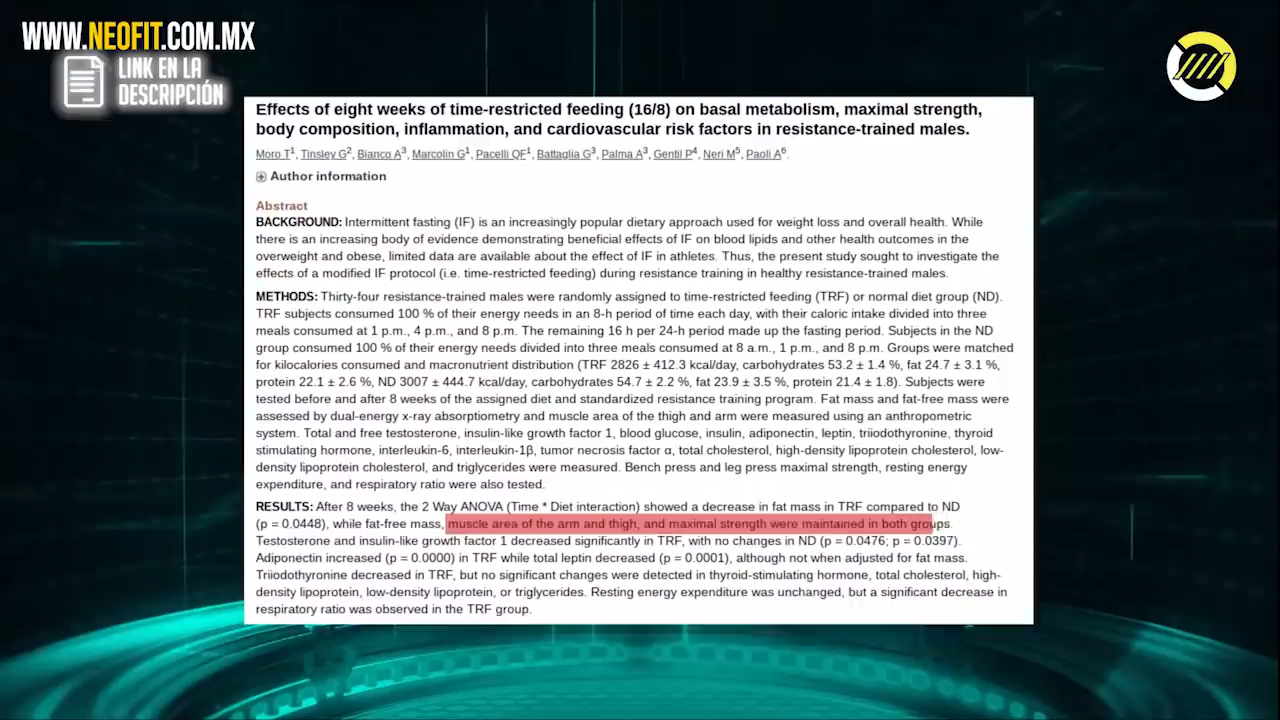 WWW.NEOFIT.COM.MX
LINK EN LA
DESCRIPCIÓN
Effects of eight weeks of time-restricted feeding (16/8) on basal metabolism, maximal strength,
body composition, inflammation, and cardiovascular risk factors in resistance-trained males.
Moro T1, Tinsley G2, Bianco A3, Marcolin G1, Pacelli QF1, Battaglia G3, Palma A3, Gentil P4, Neri M5, Paoli A6.
Author information
Abstract
BACKGROUND: Intermittent fasting (IF) is an increasingly popular dietary approach used for weight loss and overall health. While
there is an increasing body of evidence demonstrating beneficial effects of IF on blood lipids and other health outcomes in the
overweight and obese, limited data are available about the effect of IF in athletes. Thus, the present study sought to investigate the
effects of a modified IF protocol (i.e. time-restricted feeding) during resistance training in healthy resistance-trained males.
METHODS: Thirty-four resistance-trained males were randomly assigned to time-restricted feeding (TRF) or normal diet group (ND).
TRF subjects consumed 100 % of their energy needs in an 8-h period of time each day, with their caloric intake divided into three
meals consumed at 1 p.m., 4 p.m., and 8 p.m. The remaining 16 h per 24-h period made up the fasting period. Subjects in the ND
group consumed 100 % of their energy needs divided into three meals consumed at 8 a.m., 1 p.m., and 8 p.m. Groups were matched
for kilocalories consumed and macronutrient distribution (TRF 2826 ± 412.3 kcal/day, carbohydrates 53.2 ± 1.4 %, fat 24.7 ± 3.1 %,
protein 22.1 ± 2.6 %, ND 3007 ± 444.7 kcal/day, carbohydrates 54.7 ± 2.2 %, fat 23.9 ± 3.5 %, protein 21.4 ± 1.8). Subjects were
tested before and after 8 weeks of the assigned diet and standardized resistance training program. Fat mass and fat-free mass were
assessed by dual-energy x-ray absorptiometry and muscle area of the thigh and arm were measured using an anthropometric
system. Total and free testosterone, insulin-like growth factor 1, blood glucose, insulin, adiponectin, leptin, triiodothyronine, thyroid
stimulating hormone, interleukin-6, interleukin-1β, tumor necrosis factor α, total cholesterol, high-density lipoprotein cholesterol, low-
density lipoprotein cholesterol, and triglycerides were measured. Bench press and leg press maximal strength, resting energy
expenditure, and respiratory ratio were also tested.
RESULTS: After 8 weeks, the 2 Way ANOVA (Time * Diet interaction) showed a decrease in fat mass in TRF compared to ND
(p = 0.0448), while fat-free mass, muscle area of the arm and thigh, and maximal strength were maintained in both groups.
Testosterone and insulin-like growth factor 1 decreased significantly in TRF, with no changes in ND (p = 0.0476; p = 0.0397).
Adiponectin increased (p = 0.0000) in TRF while total leptin decreased (p = 0.0001), although not when adjusted for fat mass.
Triiodothyronine decreased in TRF, but no significant changes were detected in thyroid-stimulating hormone, total cholesterol, high-
density lipoprotein, low-density lipoprotein, or triglycerides. Resting energy expenditure was unchanged, but a significant decrease in
respiratory ratio was observed in the TRF group.